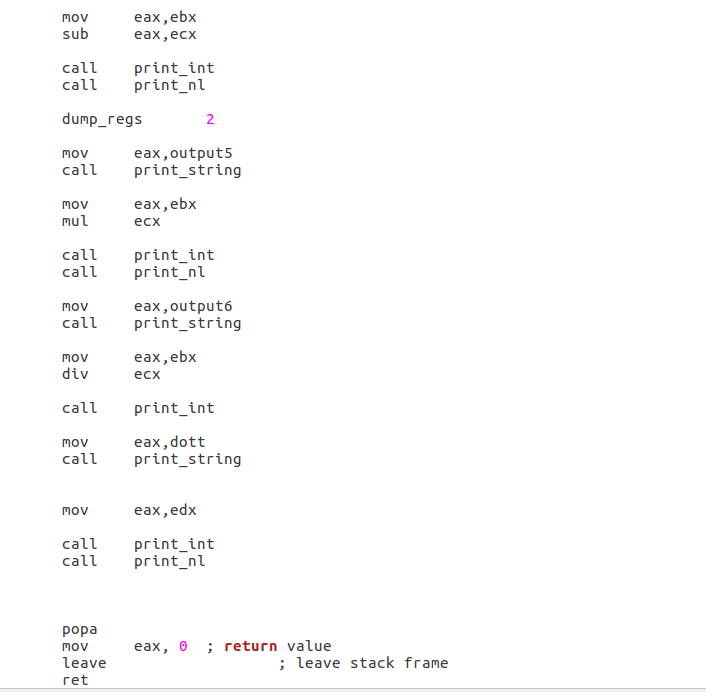 mov eax,ebx
sub eax,ecx
call print_int
call print_nl
dump_regs 2
mov eax,output5
call print_string
mov eax,ebx
mul ecx
call print_int
call print_nl
mov eax,output6
call print_string
mov eax,ebx
div ecx
call print_int
mov eax,dott
call print_string
mov eax,edx
call print_int
call print_nl
popa
mov eax, 0 ; return value
leave ; leave stack frame
ret